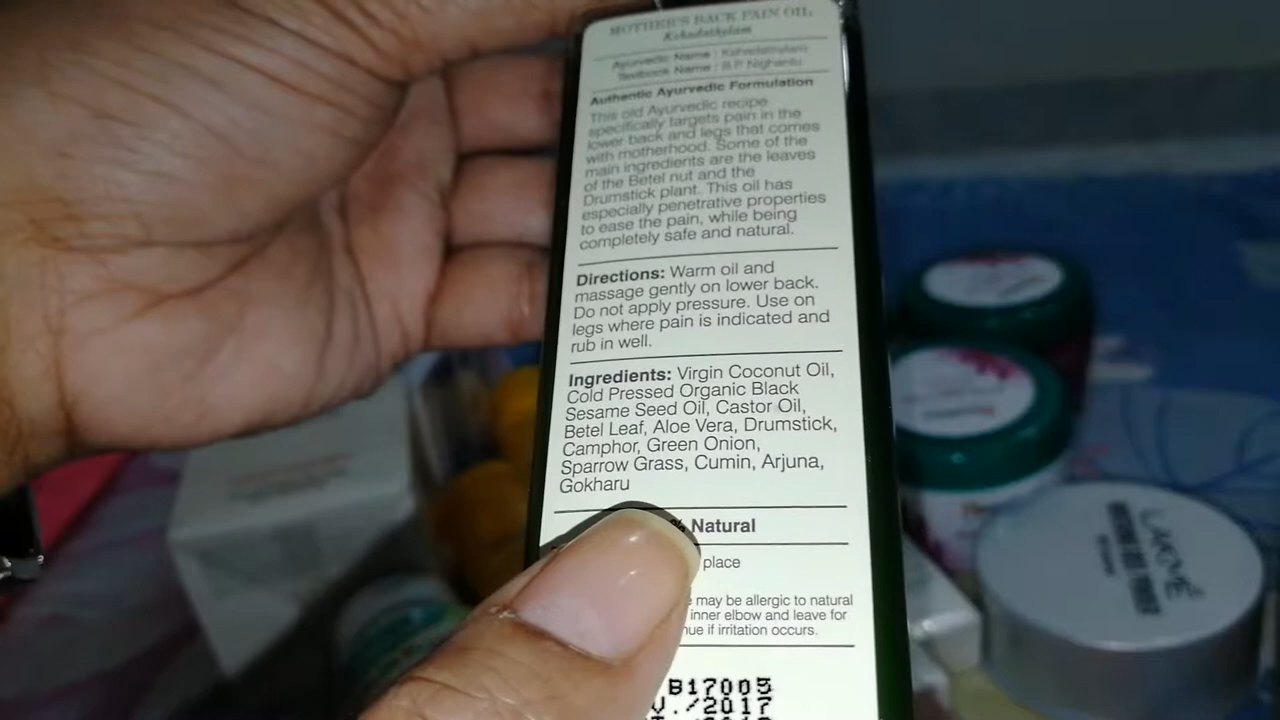 MOTHER'S BACK PAIN OIL
Kshadathylam
Ayurvedic Name : Kshadathylam
Textbook Name : B.P. Nighantu
Authentic Ayurvedic Formulation
This old Ayurvedic recipe
specifically targets pain in the
lower back and legs that comes
with motherhood. Some of the
main ingredients are the leaves
of the Betel nut and the
Drumstick plant. This oil has
especially penetrative properties
to ease the pain, while being
completely safe and natural.
Directions: Warm oil and
massage gently on lower back.
Do not apply pressure. Use on
legs where pain is indicated and
rub in well.
Ingredients: Virgin Coconut Oil,
Cold Pressed Organic Black
Sesame Seed Oil, Castor Oil,
Betel Leaf, Aloe Vera, Drumstick,
Camphor, Green Onion,
Sparrow Grass, Cumin, Arjuna,
Gokharu
% Natural
place
may be allergic to natural
inner elbow and leave for
if irritation occurs.
B17005
/2017
LAKMÉ